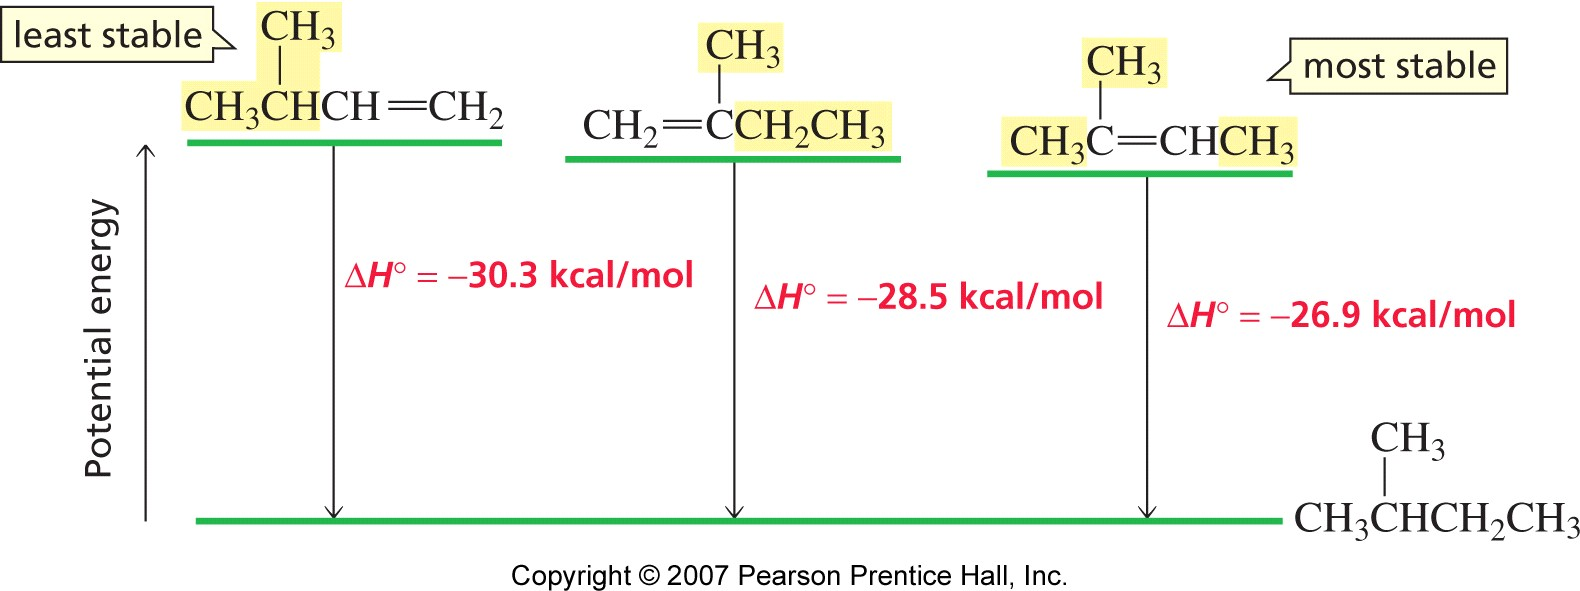 least stable
CH₃
CH₃CHCH=CH₂
CH₃
CH₂=CCH₂CH₃
CH₃
CH₃C=CHCH₃
most stable
Potential energy
ΔH° = −30.3 kcal/mol
ΔH° = −28.5 kcal/mol
ΔH° = −26.9 kcal/mol
CH₃
CH₃CHCH₂CH₃
Copyright © 2007 Pearson Prentice Hall, Inc.